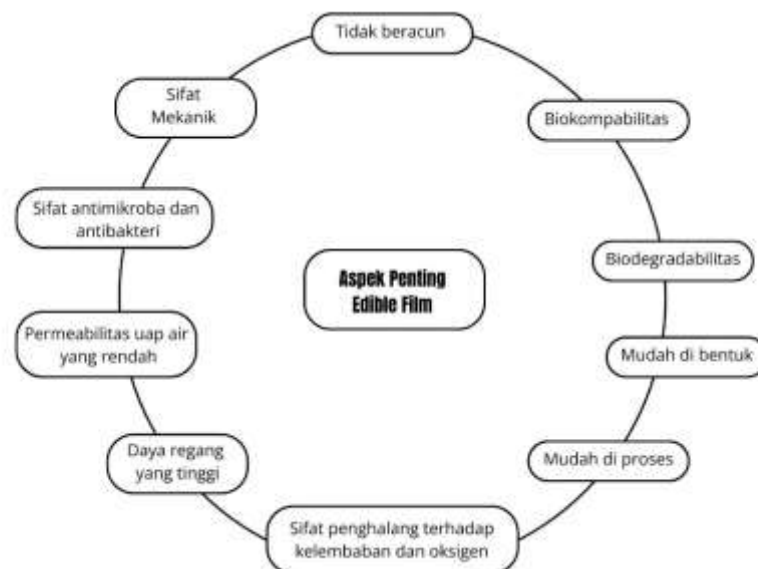 Tidak beracun
Biokompabilitas
Biodegradabilitas
Mudah di bentuk
Mudah di proses
Sifat penghalang terhadap
kelembaban dan oksigen
Daya regang
yang tinggi
Permeabilitas uap air
yang rendah
Sifat antimikroba dan
antibakteri
Sifat
Mekanik
Aspek Penting
Edible Film